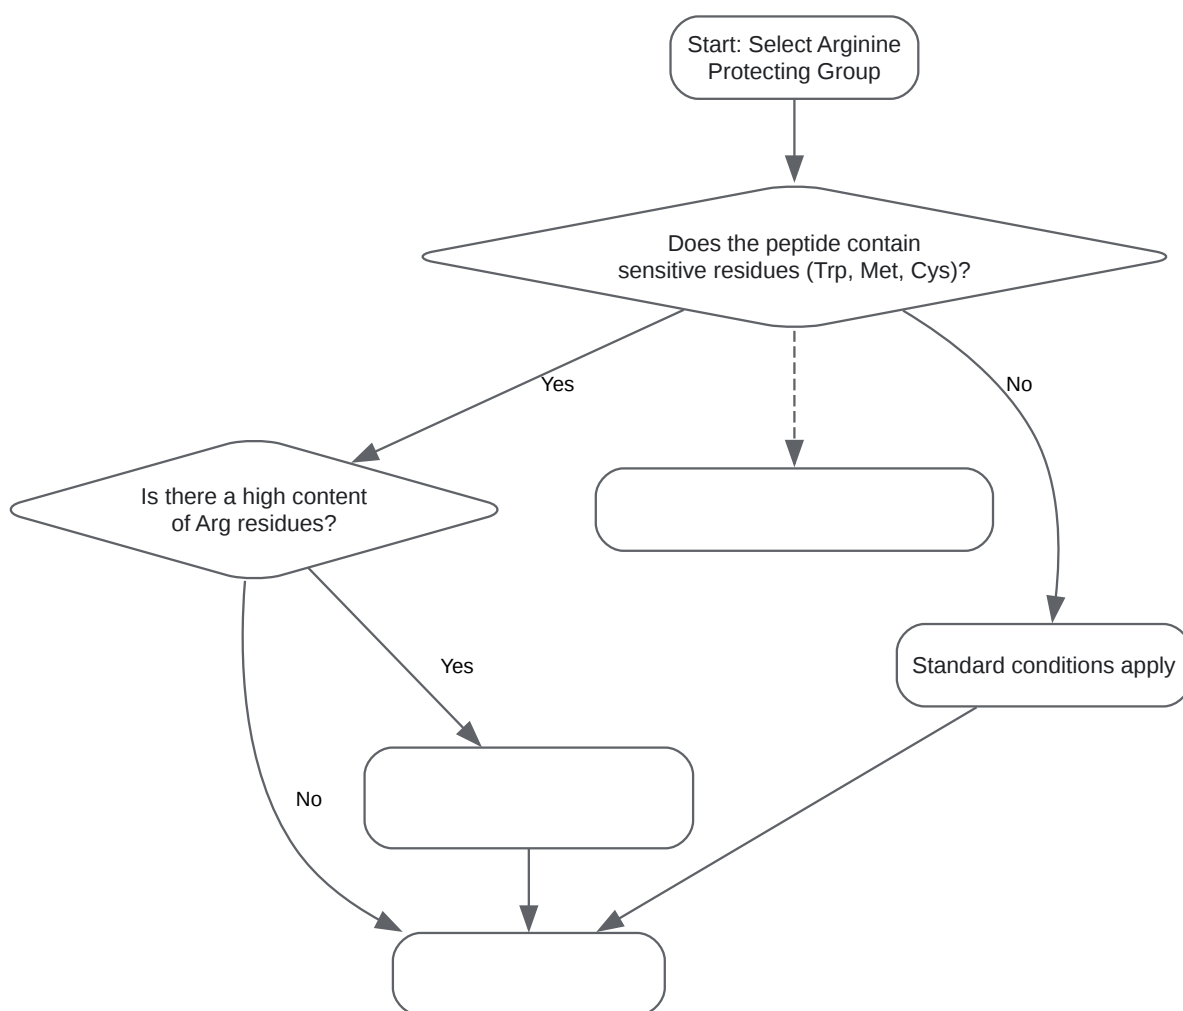 Start: Select Arginine
Protecting Group
Does the peptide contain
sensitive residues (Trp, Met, Cys)?
Yes
No
Is there a high content
of Arg residues?
Yes
Standard conditions apply
No